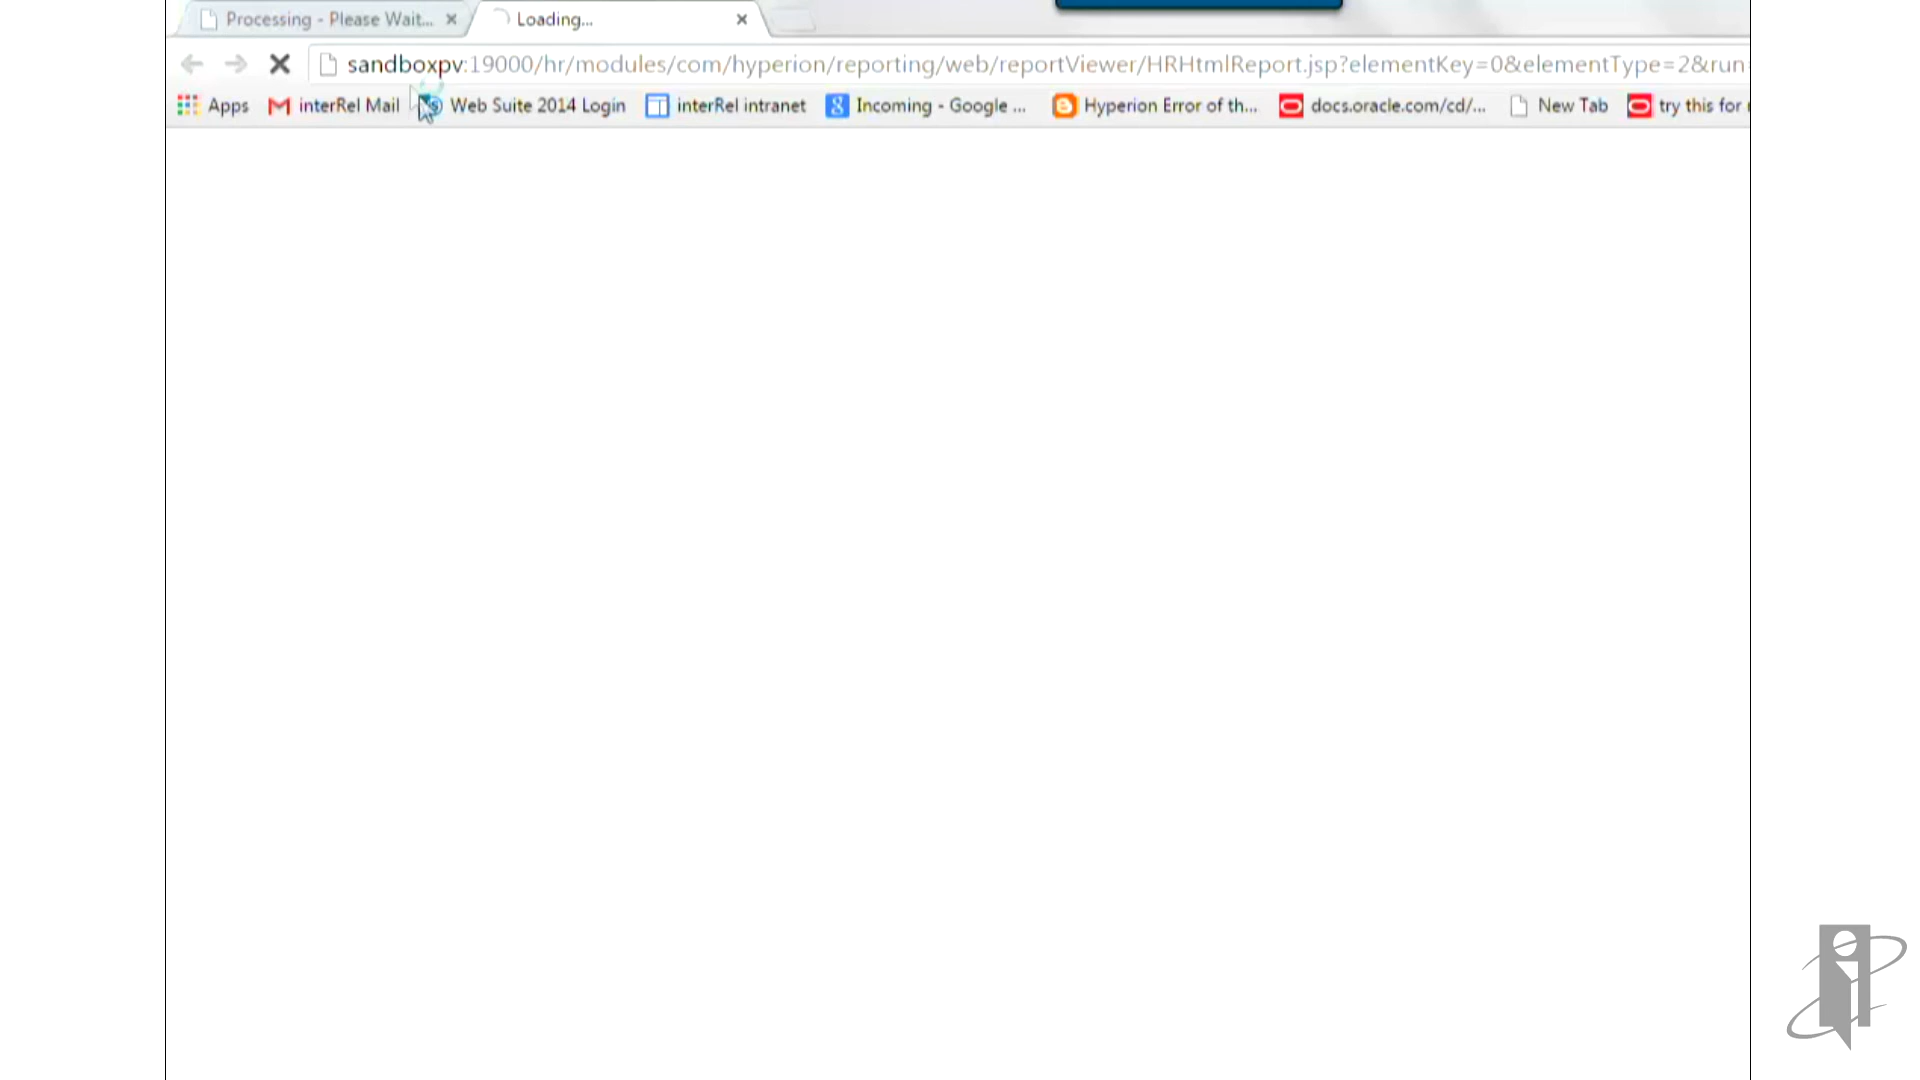 Processing - Please Wait...
Loading...
sandboxpv:19000/hr/modules/com/hyperion/reporting/web/reportViewer/HRHtmlReport.jsp?elementKey=0&elementType=2&run
Apps interRel Mail Web Suite 2014 Login interRel intranet Incoming - Google ... Hyperion Error of th... docs.oracle.com/cd/... New Tab try this for